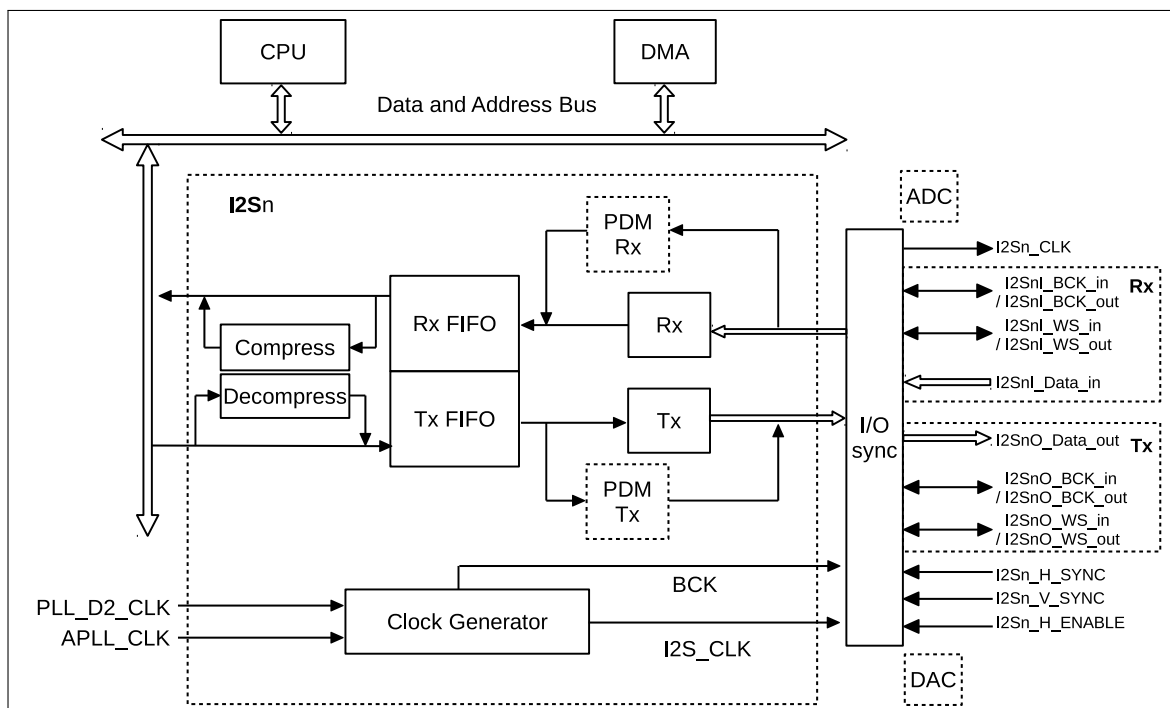 CPU
DMA
Data and Address Bus
I2Sn
PDM
Rx
ADC
I2Sn_CLK
I2SnI_BCK_in
/ I2SnI_BCK_out
Rx
Rx FIFO
Rx
I2SnI_WS_in
/ I2SnI_WS_out
Compress
I2SnI_Data_in
Decompress
Tx FIFO
Tx
I/O
sync
I2SnO_Data_out
Tx
PDM
Tx
I2SnO_BCK_in
/ I2SnO_BCK_out
I2SnO_WS_in
/ I2SnO_WS_out
BCK
I2Sn_H_SYNC
PLL_D2_CLK
Clock Generator
I2Sn_V_SYNC
APLL_CLK
I2S_CLK
I2Sn_H_ENABLE
DAC